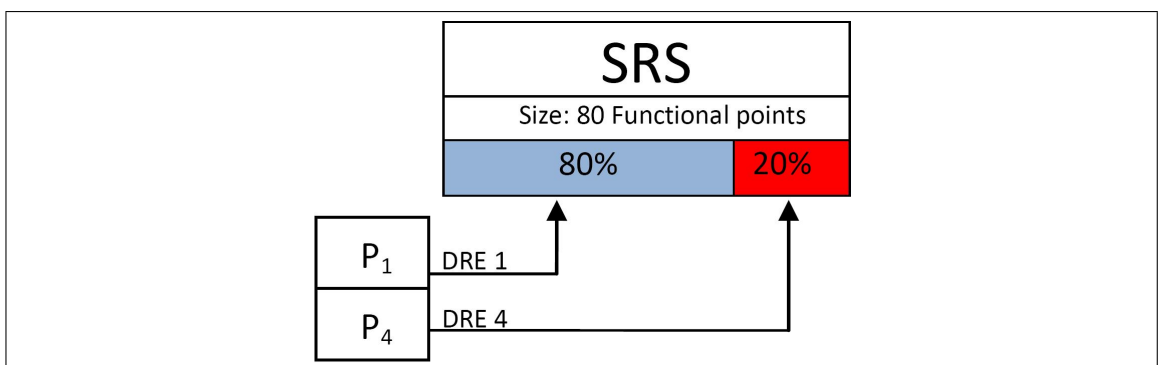 SRS
Size: 80 Functional points
80% 20%
P₁ DRE 1
P₄ DRE 4